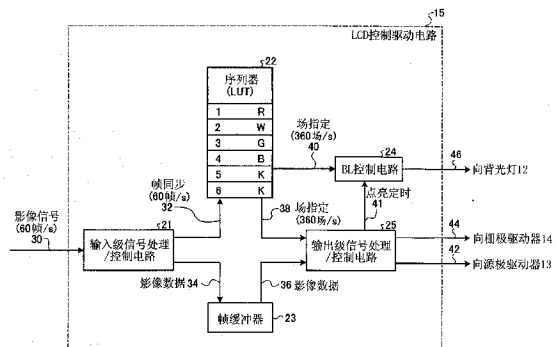 15
LCD控制驱动电路
22
序列器
(LUT)
1 R
2 W
3 G
4 B
5 K
6 K
场指定
(360场/s)
40
24
BL控制电路
46
向背光灯12
点亮定时
41
帧同步
(60帧/s)
32
38
场指定
(360场/s)
影像信号
(60帧/s)
30
21
输入级信号处理
/控制电路
25
输出级信号处理
/控制电路
44
向栅极驱动器14
42
向源极驱动器13
34
影像数据
36
影像数据
帧缓冲器
23